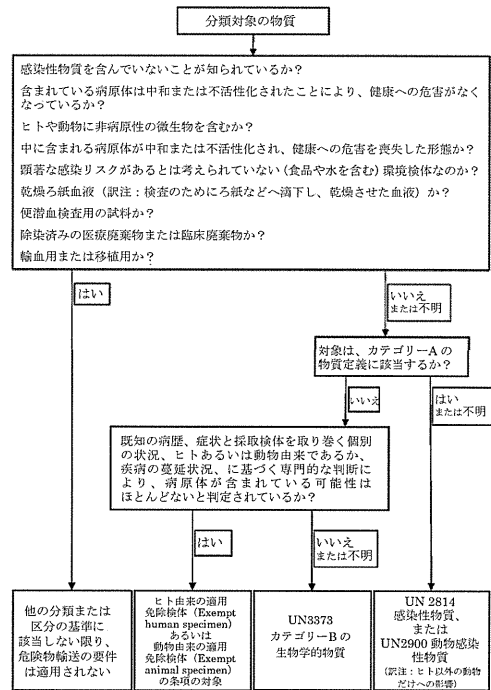 分類対象の物質
感染性物質を含んでいないことが知られているか？
含まれている病原体は中和または不活性化されたことにより、健康への危害がなく
なっているか？
ヒトや動物に非病原性の微生物を含むか？
中に含まれる病原体が中和または不活性化され、健康への危害を喪失した形態か？
顕著な感染リスクがあるとは考えられていない（食品や水を含む）環境検体なのか？
乾燥ろ紙血液（訳注：検査のためにろ紙などへ滴下し、乾燥させた血液）か？
便潜血検査用の試料か？
除染済みの医療廃棄物または臨床廃棄物か？
輸血用または移植用か？
はい
いいえ
または不明
対象は、カテゴリーAの
物質定義に該当するか？
いいえ
はい
または不明
既知の病歴、症状と採取検体を取り巻く個別
の状況、ヒトあるいは動物由来であるか、
疾病の蔓延状況、に基づく専門的な判断に
より、病原体が含まれている可能性は
ほとんどないと判定されているか？
はい
いいえ
または不明
他の分類または
区分の基準に
該当しない限り、
危険物輸送の要件
は適用されない
ヒト由来の適用
免除検体（Exempt
human specimen）
あるいは
動物由来の適用
免除検体（Exempt
animal specimen）
の条項の対象
UN3373
カテゴリーBの
生物学的物質
UN 2814
感染性物質、
または
UN2900 動物感染
性物質
（訳注：ヒト以外の動物
だけへの影響）